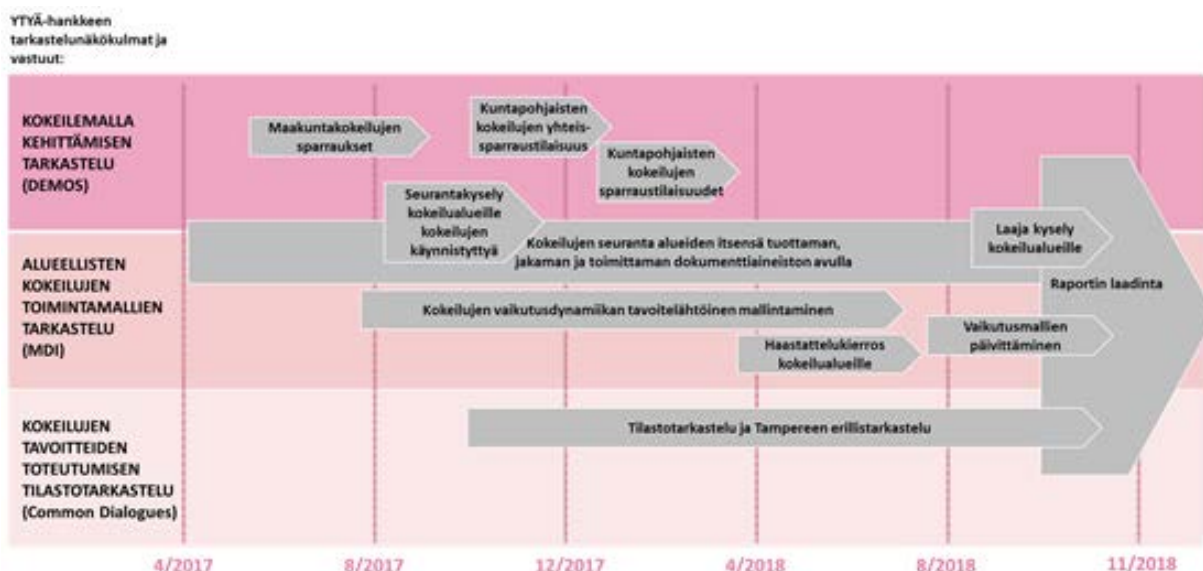 YTYÄ-hankkeen
tarkastelunäkökulmat ja
vastuut:
KOKEILEMALLA
KEHITTÄMISEN
TARKASTELU
(DEMOS)
Maakuntakokeilujen
sparraukset
Kuntapohjaisten
kokeilujen yhteis-
sparraustilaisuus
Kuntapohjaisten
kokeilujen
sparraustilaisuudet
Seurantakysely
kokeilualueille
kokeilujen
käynnistyttyä
ALUEELLISTEN
KOKEILUJEN
TOIMINTAMALLIEN
TARKASTELU
(MDI)
Kokeilujen seuranta alueiden itsensä tuottaman,
jakaman ja toimittaman dokumenttiaineiston avulla
Laaja kysely
kokeilualueille
Raportin laadinta
Kokeilujen vaikutusdynamiikan tavoitelähtöinen mallintaminen
Haastattelukierros
kokeilualueille
Vaikutusmallien
päivittäminen
KOKEILUJEN
TAVOITTEIDEN
TOTEUTUMISEN
TILASTOTARKASTELU
(Common Dialogues)
Tilastotarkastelu ja Tampereen erillistarkastelu
4/2017 8/2017 12/2017 4/2018 8/2018 11/2018